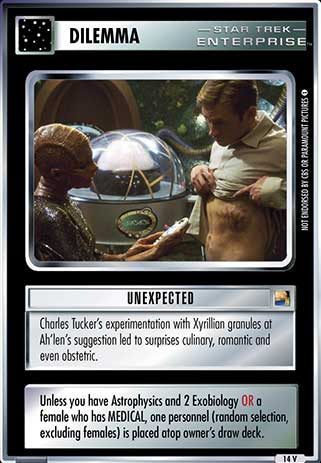 DILEMMA
STAR TREK
ENTERPRISE™
NOT ENDORSED BY CBS OR PARAMOUNT PICTURES
UNEXPECTED
Charles Tucker's experimentation with Xyrillian granules at
Ah'len's suggestion led to surprises culinary, romantic and
even obstetric.
Unless you have Astrophysics and 2 Exobiology OR a
female who has MEDICAL, one personnel (random selection,
excluding females) is placed atop owner's draw deck.
14 V